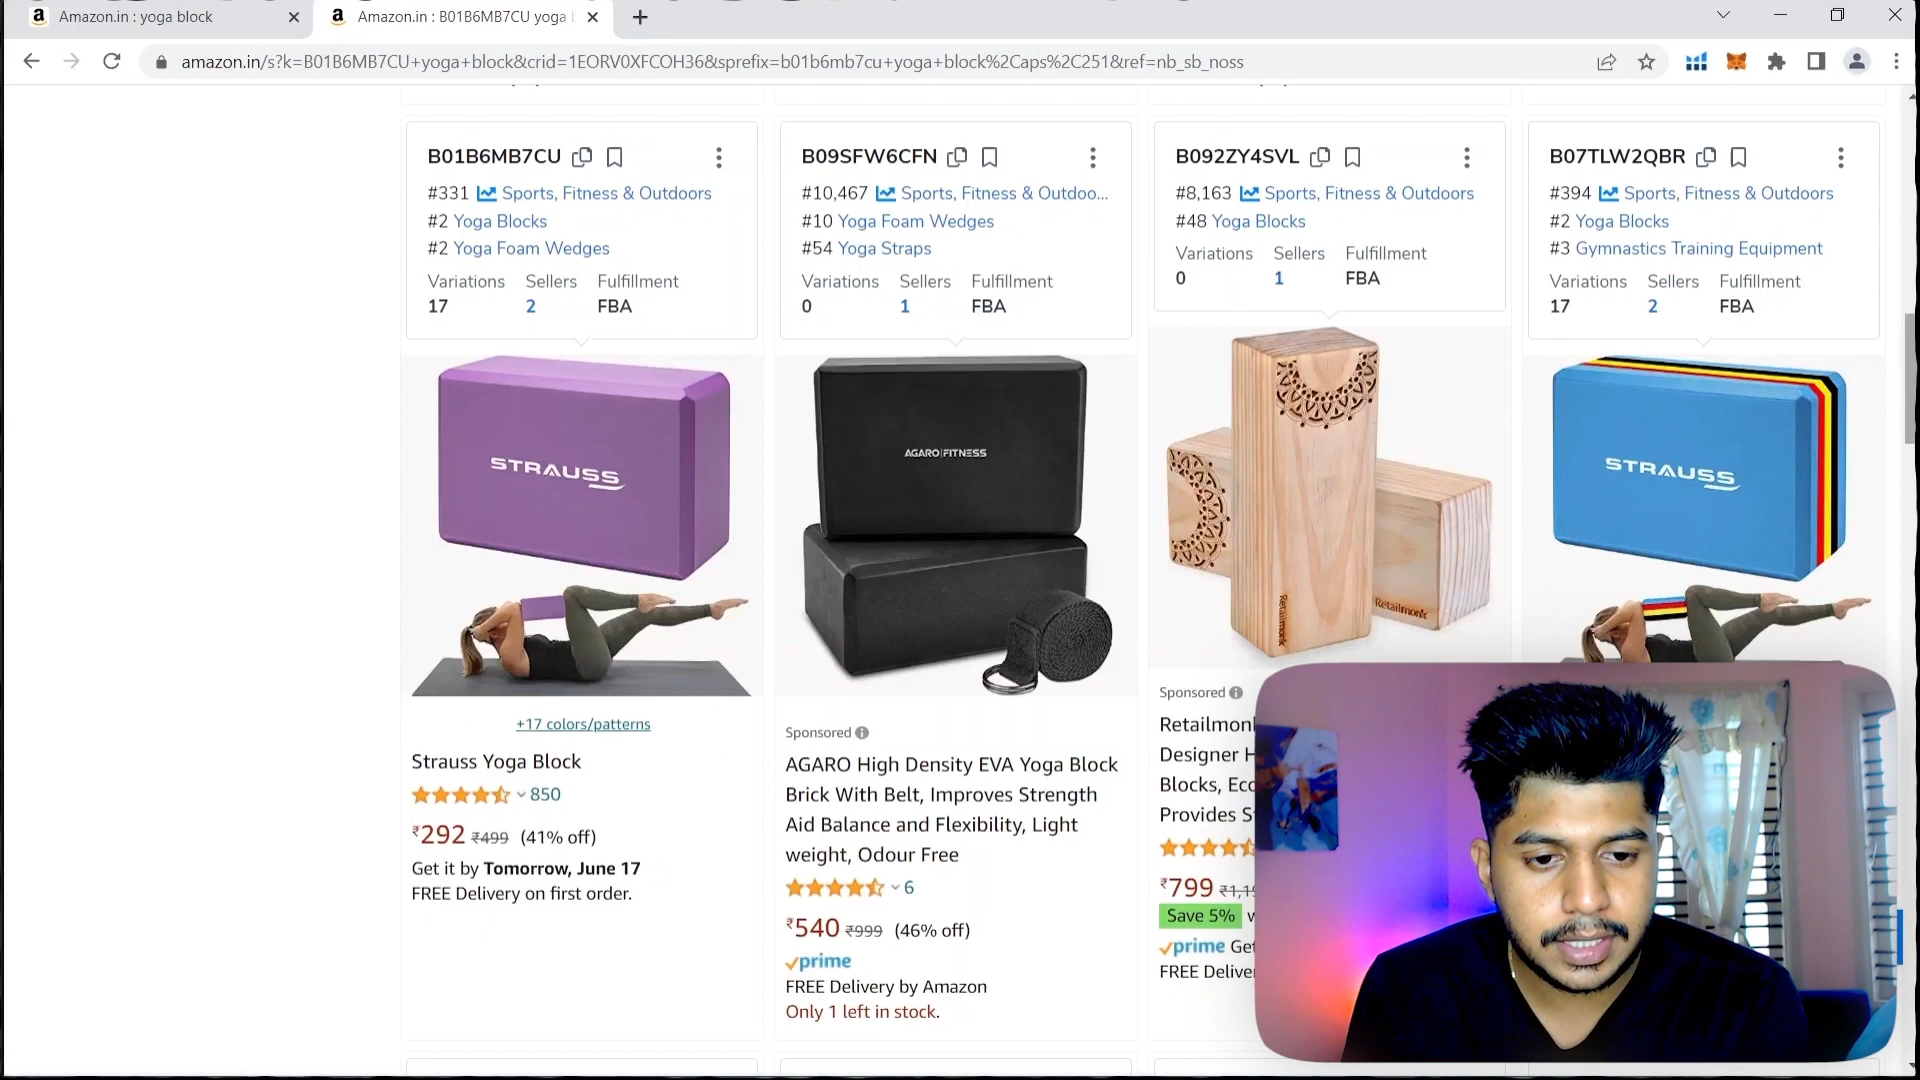 Amazon.in : yoga block
Amazon.in : B01B6MB7CU yoga
amazon.in/s?k=B01B6MB7CU+yoga+block&crid=1EORV0XFCOH36&sprefix=b01b6mb7cu+yoga+block%2Caps%2C251&ref=nb_sb_noss
B01B6MB7CU
#331 Sports, Fitness & Outdoors
#2 Yoga Blocks
#2 Yoga Foam Wedges
Variations Sellers Fulfillment
17 2 FBA
STRAUSS
+17 colors/patterns
Strauss Yoga Block
850
₹292 ₹499 (41% off)
Get it by Tomorrow, June 17
FREE Delivery on first order.
B09SFW6CFN
#10,467 Sports, Fitness & Outdoo...
#10 Yoga Foam Wedges
#54 Yoga Straps
Variations Sellers Fulfillment
0 1 FBA
AGARO|FITNESS
Sponsored
AGARO High Density EVA Yoga Block
Brick With Belt, Improves Strength
Aid Balance and Flexibility, Light
weight, Odour Free
6
₹540 ₹999 (46% off)
prime
FREE Delivery by Amazon
Only 1 left in stock.
B092ZY4SVL
#8,163 Sports, Fitness & Outdoors
#48 Yoga Blocks
Variations Sellers Fulfillment
0 1 FBA
Retailmonk
Retailmonk
Sponsored
Retailmon
Designer H
Blocks, Eco
Provides S
₹799 ₹1,19
Save 5% w
prime Get
FREE Deliver
B07TLW2QBR
#394 Sports, Fitness & Outdoors
#2 Yoga Blocks
#3 Gymnastics Training Equipment
Variations Sellers Fulfillment
17 2 FBA
STRAUSS